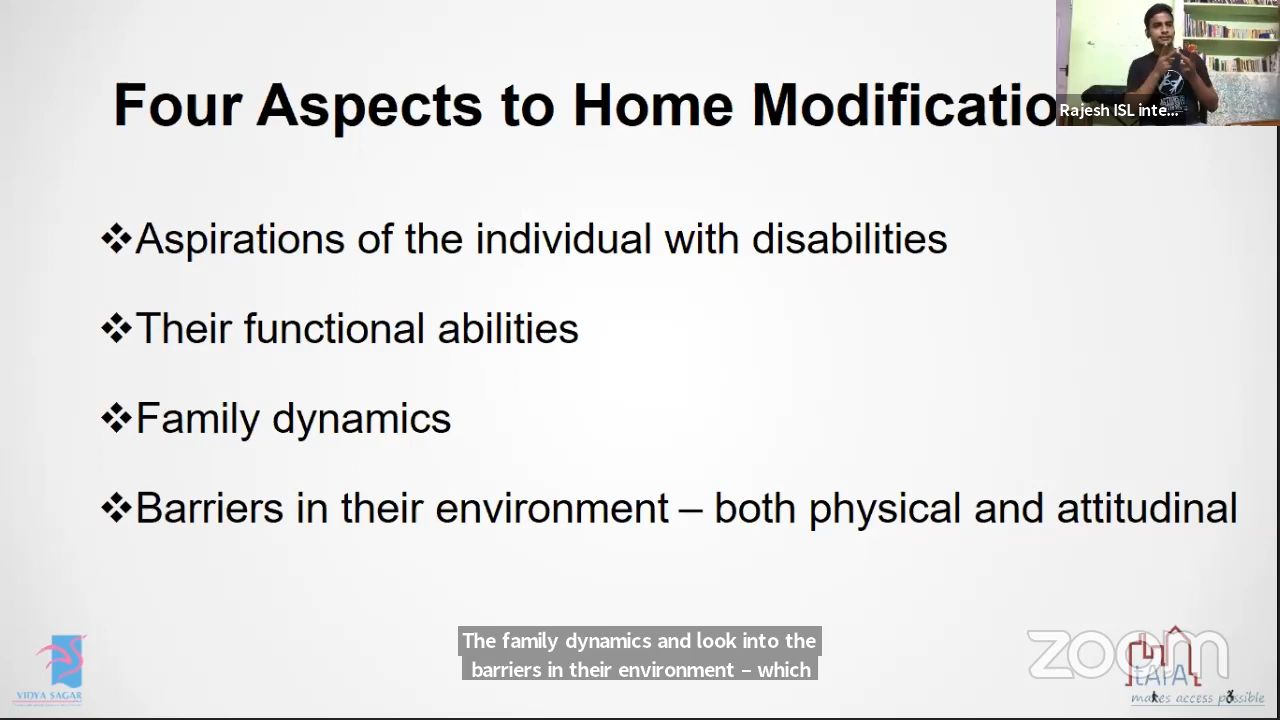 Four Aspects to Home Modificatio
Rajesh ISL inte...
❖Aspirations of the individual with disabilities
❖Their functional abilities
❖Family dynamics
❖Barriers in their environment – both physical and attitudinal
The family dynamics and look into the
barriers in their environment – which
VIDYA SAGAR
zoom
tAPA
makes access possible